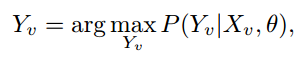 Y_v = arg max_{Y_v} P(Y_v|X_v, θ),